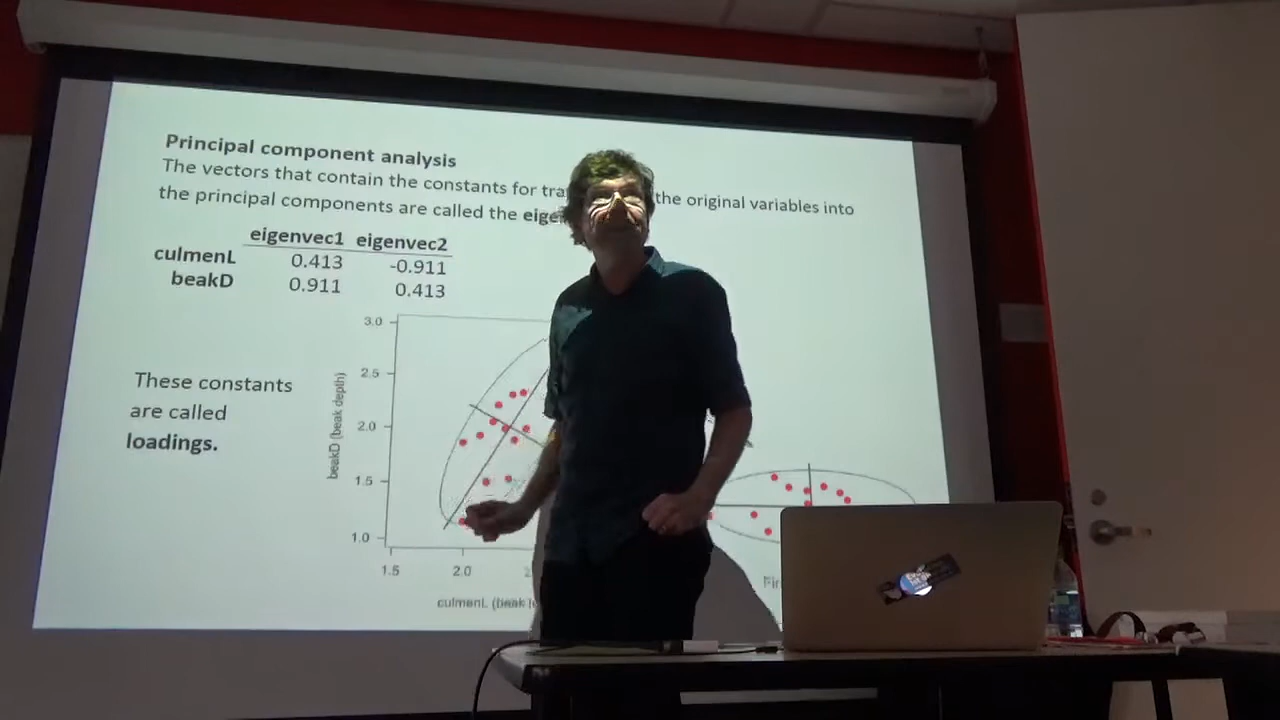 Principal component analysis
The vectors that contain the constants for tra the original variables into
the principal components are called the eige
eigenvec1 eigenvec2
culmenL 0.413 -0.911
beakD 0.911 0.413
These constants
are called
loadings.
beakD (beak depth)
3.0
2.5
2.0
1.5
1.0
1.5 2.0 2
culmenL (beak
Fir